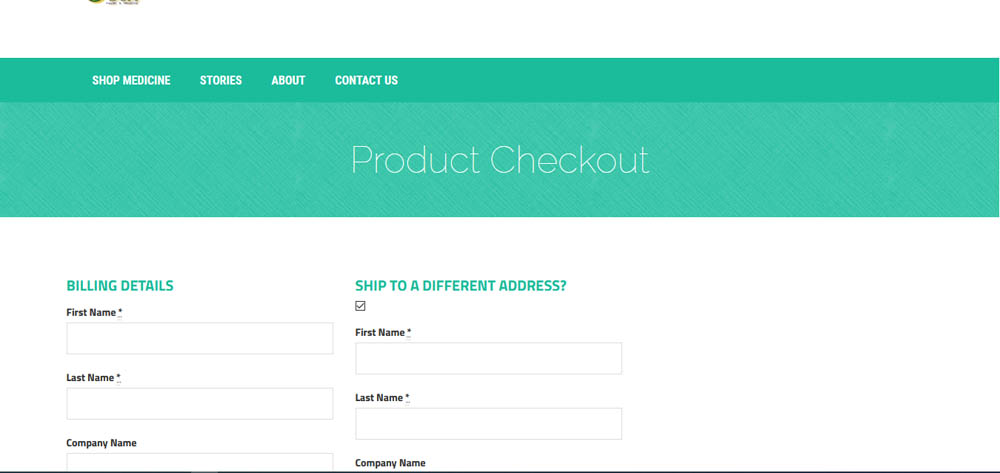 SHOP MEDICINE
STORIES
ABOUT
CONTACT US
Product Checkout
BILLING DETAILS
First Name *
Last Name *
Company Name
SHIP TO A DIFFERENT ADDRESS?
First Name *
Last Name *
Company Name